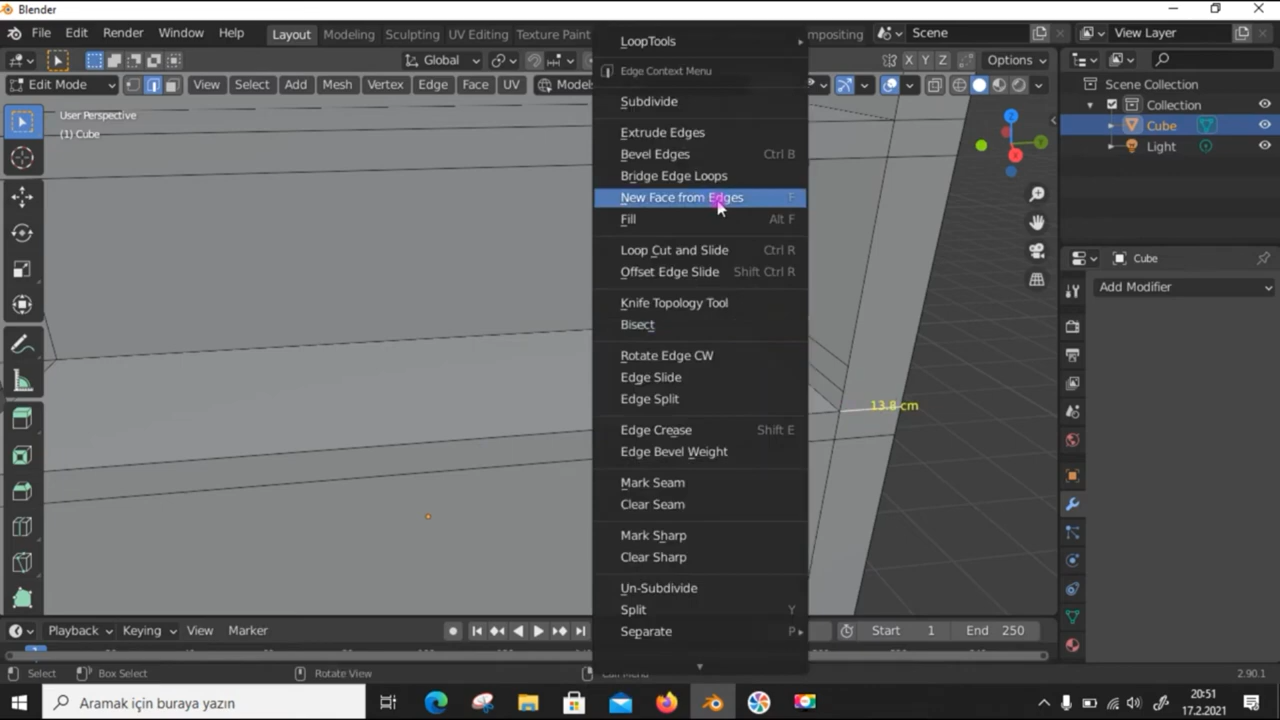 Blender
File Edit Render Window Help Layout Modeling Sculpting UV Editing Texture Paint Compositing Scene View Layer
Global X Y Z Options
Edit Mode View Select Add Mesh Vertex Edge Face UV
User Perspective
(1) Cube
LoopTools
Edge Context Menu
Subdivide
Extrude Edges
Bevel Edges Ctrl B
Bridge Edge Loops
New Face from Edges F
Fill Alt F
Loop Cut and Slide Ctrl R
Offset Edge Slide Shift Ctrl R
Knife Topology Tool
Bisect
Rotate Edge CW
Edge Slide
Edge Split
Edge Crease Shift E
Edge Bevel Weight
Mark Seam
Clear Seam
Mark Sharp
Clear Sharp
Un-Subdivide
Split Y
Separate P
13.8 cm
Z
Y
X
Scene Collection
Collection
Cube
Light
Cube
Add Modifier
Playback Keying View Marker Start 1 End 250
Select Box Select Rotate View 2.90.1
Aramak için buraya yazın
20:51
17.2.2021